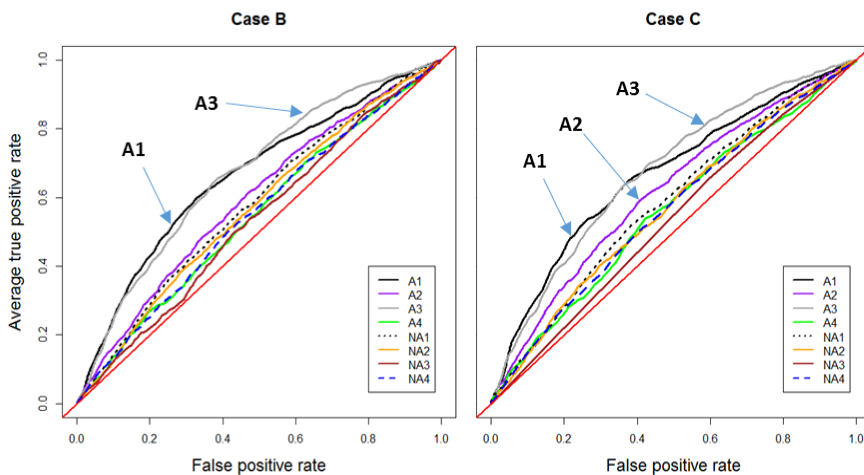 Case B
Case C
Average true positive rate
1.0
0.8
0.6
0.4
0.2
0.0
A3
A1
A1
A2
A3
A4
NA1
NA2
NA3
NA4
0.0
0.2
0.4
0.6
0.8
1.0
False positive rate
A3
A2
A1
A1
A2
A3
A4
NA1
NA2
NA3
NA4
0.0
0.2
0.4
0.6
0.8
1.0
False positive rate